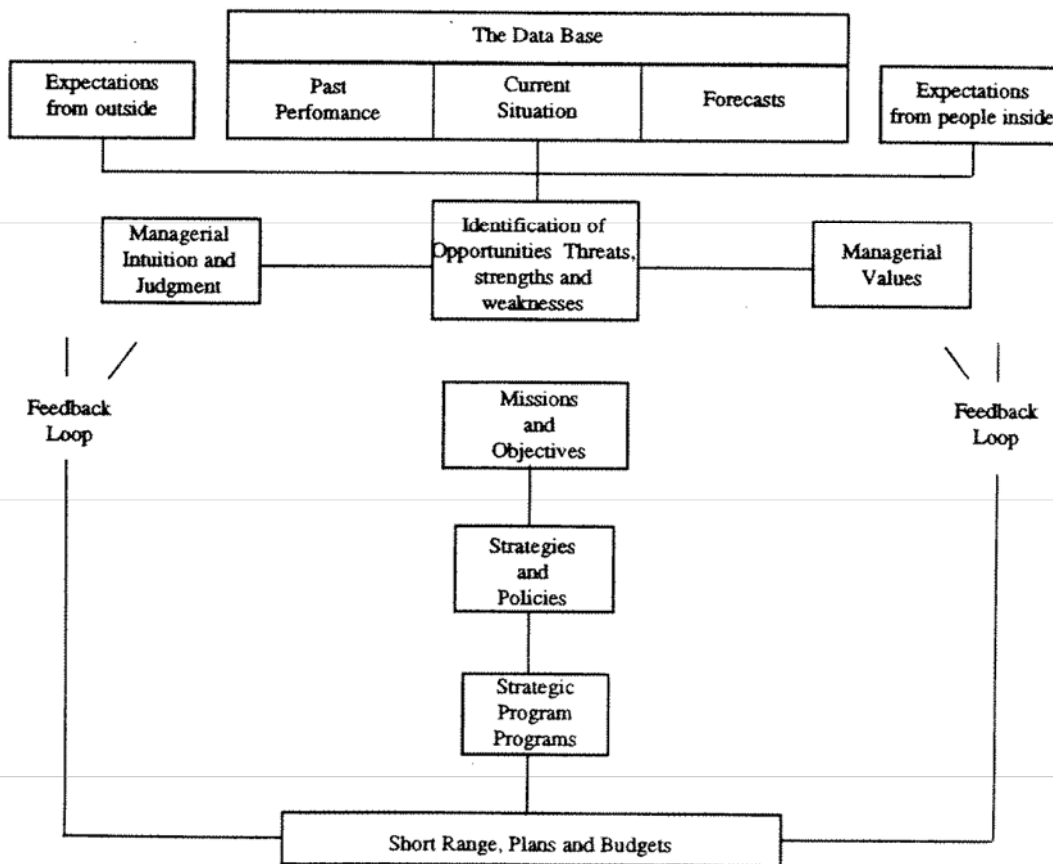 The Data Base
Expectations
from outside
Past
Perfomance
Current
Situation
Forecasts
Expectations
from people inside
Managerial
Intuition and
Judgment
Identification of
Opportunities Threats,
strengths and
weaknesses
Managerial
Values
Feedback
Loop
Missions
and
Objectives
Feedback
Loop
Strategies
and
Policies
Strategic
Program
Programs
Short Range, Plans and Budgets